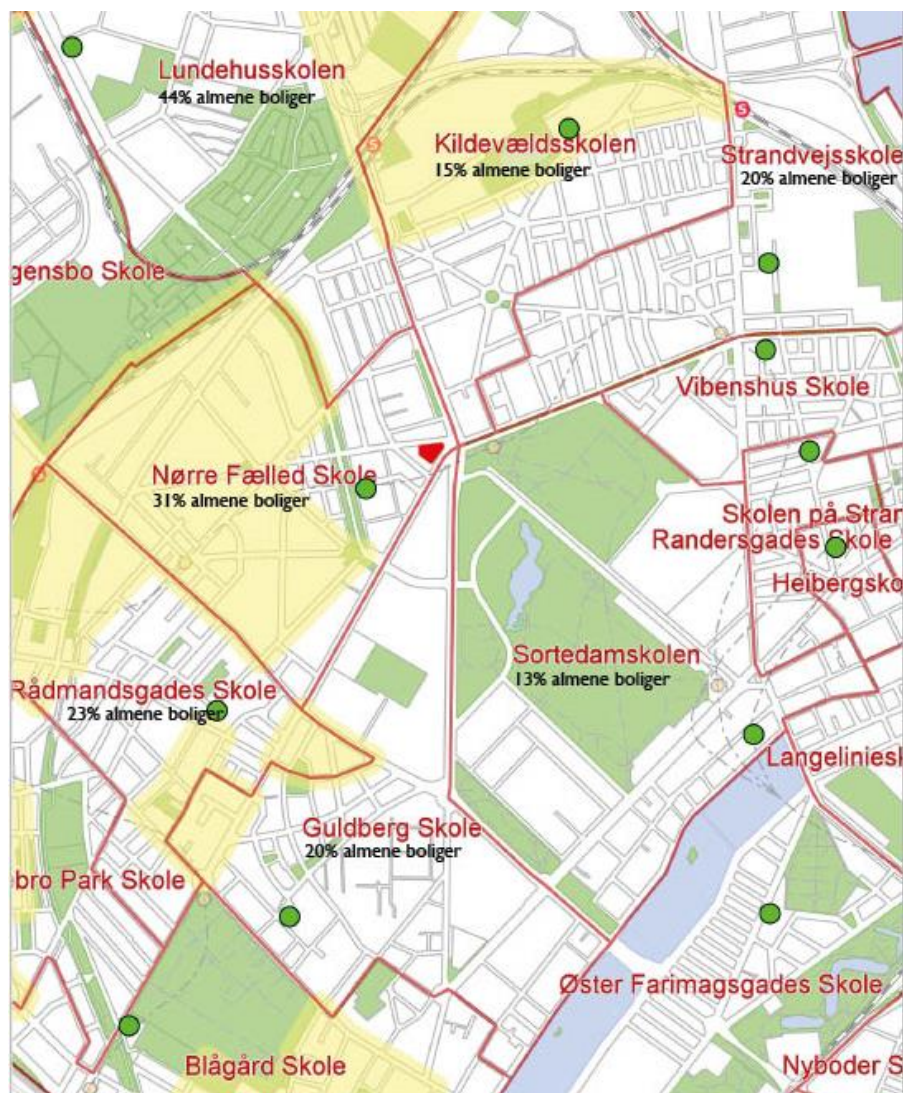 Lundehusskolen
44% almene boliger
Kildevældsskolen
15% almene boliger
S
S
Strandvejsskole
20% almene boliger
gensbo Skole
Vibenshus Skole
Nørre Fælled Skole
31% almene boliger
Skolen på Stran
Randersgades Skole
Heibergsko
Sortedamskolen
13% almene boliger
Rådmandsgades Skole
23% almene boliger
Langeliniesk
Guldberg Skole
20% almene boliger
bro Park Skole
Øster Farimagsgades Skole
Blågård Skole
Nyboder S